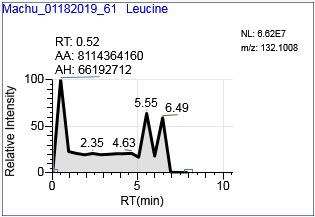 Machu_01182019_61 Leucine
NL: 6.62E7
m/z: 132.1008
RT: 0.52
AA: 8114364160
AH: 66192712
100
5.55
6.49
50
2.35
4.63
0
0
5
10
Relative Intensity
RT(min)